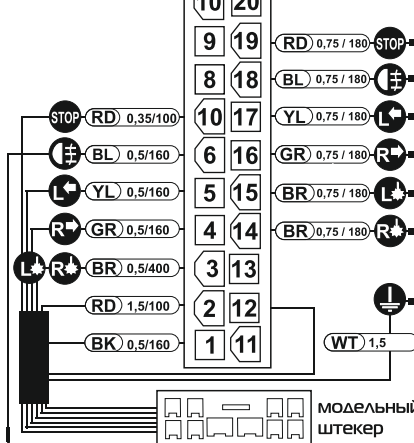 10 20
9 19 RD 0,75 / 180 STOP
8 18 BL 0,75 / 180
STOP RD 0,35/100 10 17 YL 0,75 / 180 L
BL 0,5/160 6 16 GR 0,75 / 180 R
L YL 0,5/160 5 15 BR 0,75 / 180 L
R GR 0,5/160 4 14 BR 0,75 / 180 R
L R BR 0,5/400 3 13
RD 1,5/100 2 12
BK 0,5/160 1 11 WT 1,5
модельный
штекер